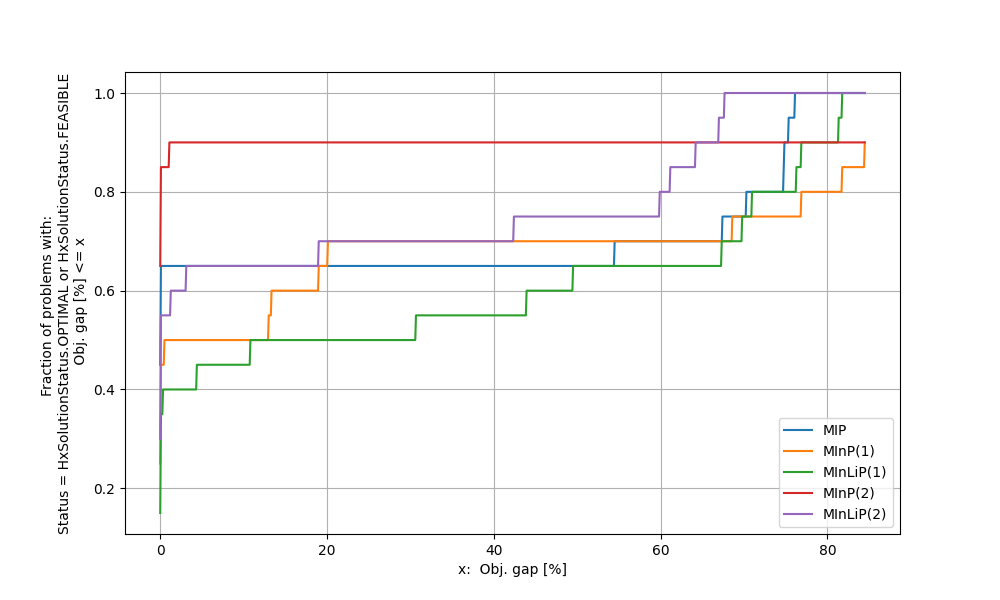 Fraction of problems with:
Status = HxSolutionStatus.OPTIMAL or HxSolutionStatus.FEASIBLE
Obj. gap [%] <= x
1.0
0.8
0.6
0.4
0.2
0
20
40
60
80
x:  Obj. gap [%]
MIP
MInP(1)
MInLiP(1)
MInP(2)
MInLiP(2)